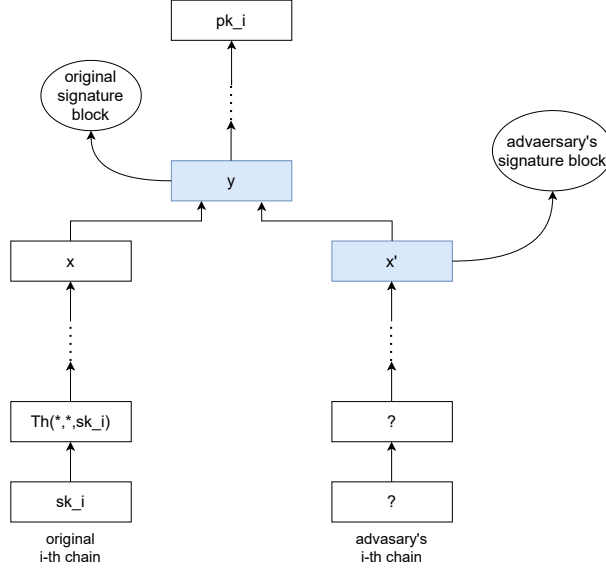 pk_i
original
signature
block
advaersary's
signature block
y
x
x'
Th(*,*,sk_i)
?
sk_i
?
original
i-th chain
advasary's
i-th chain